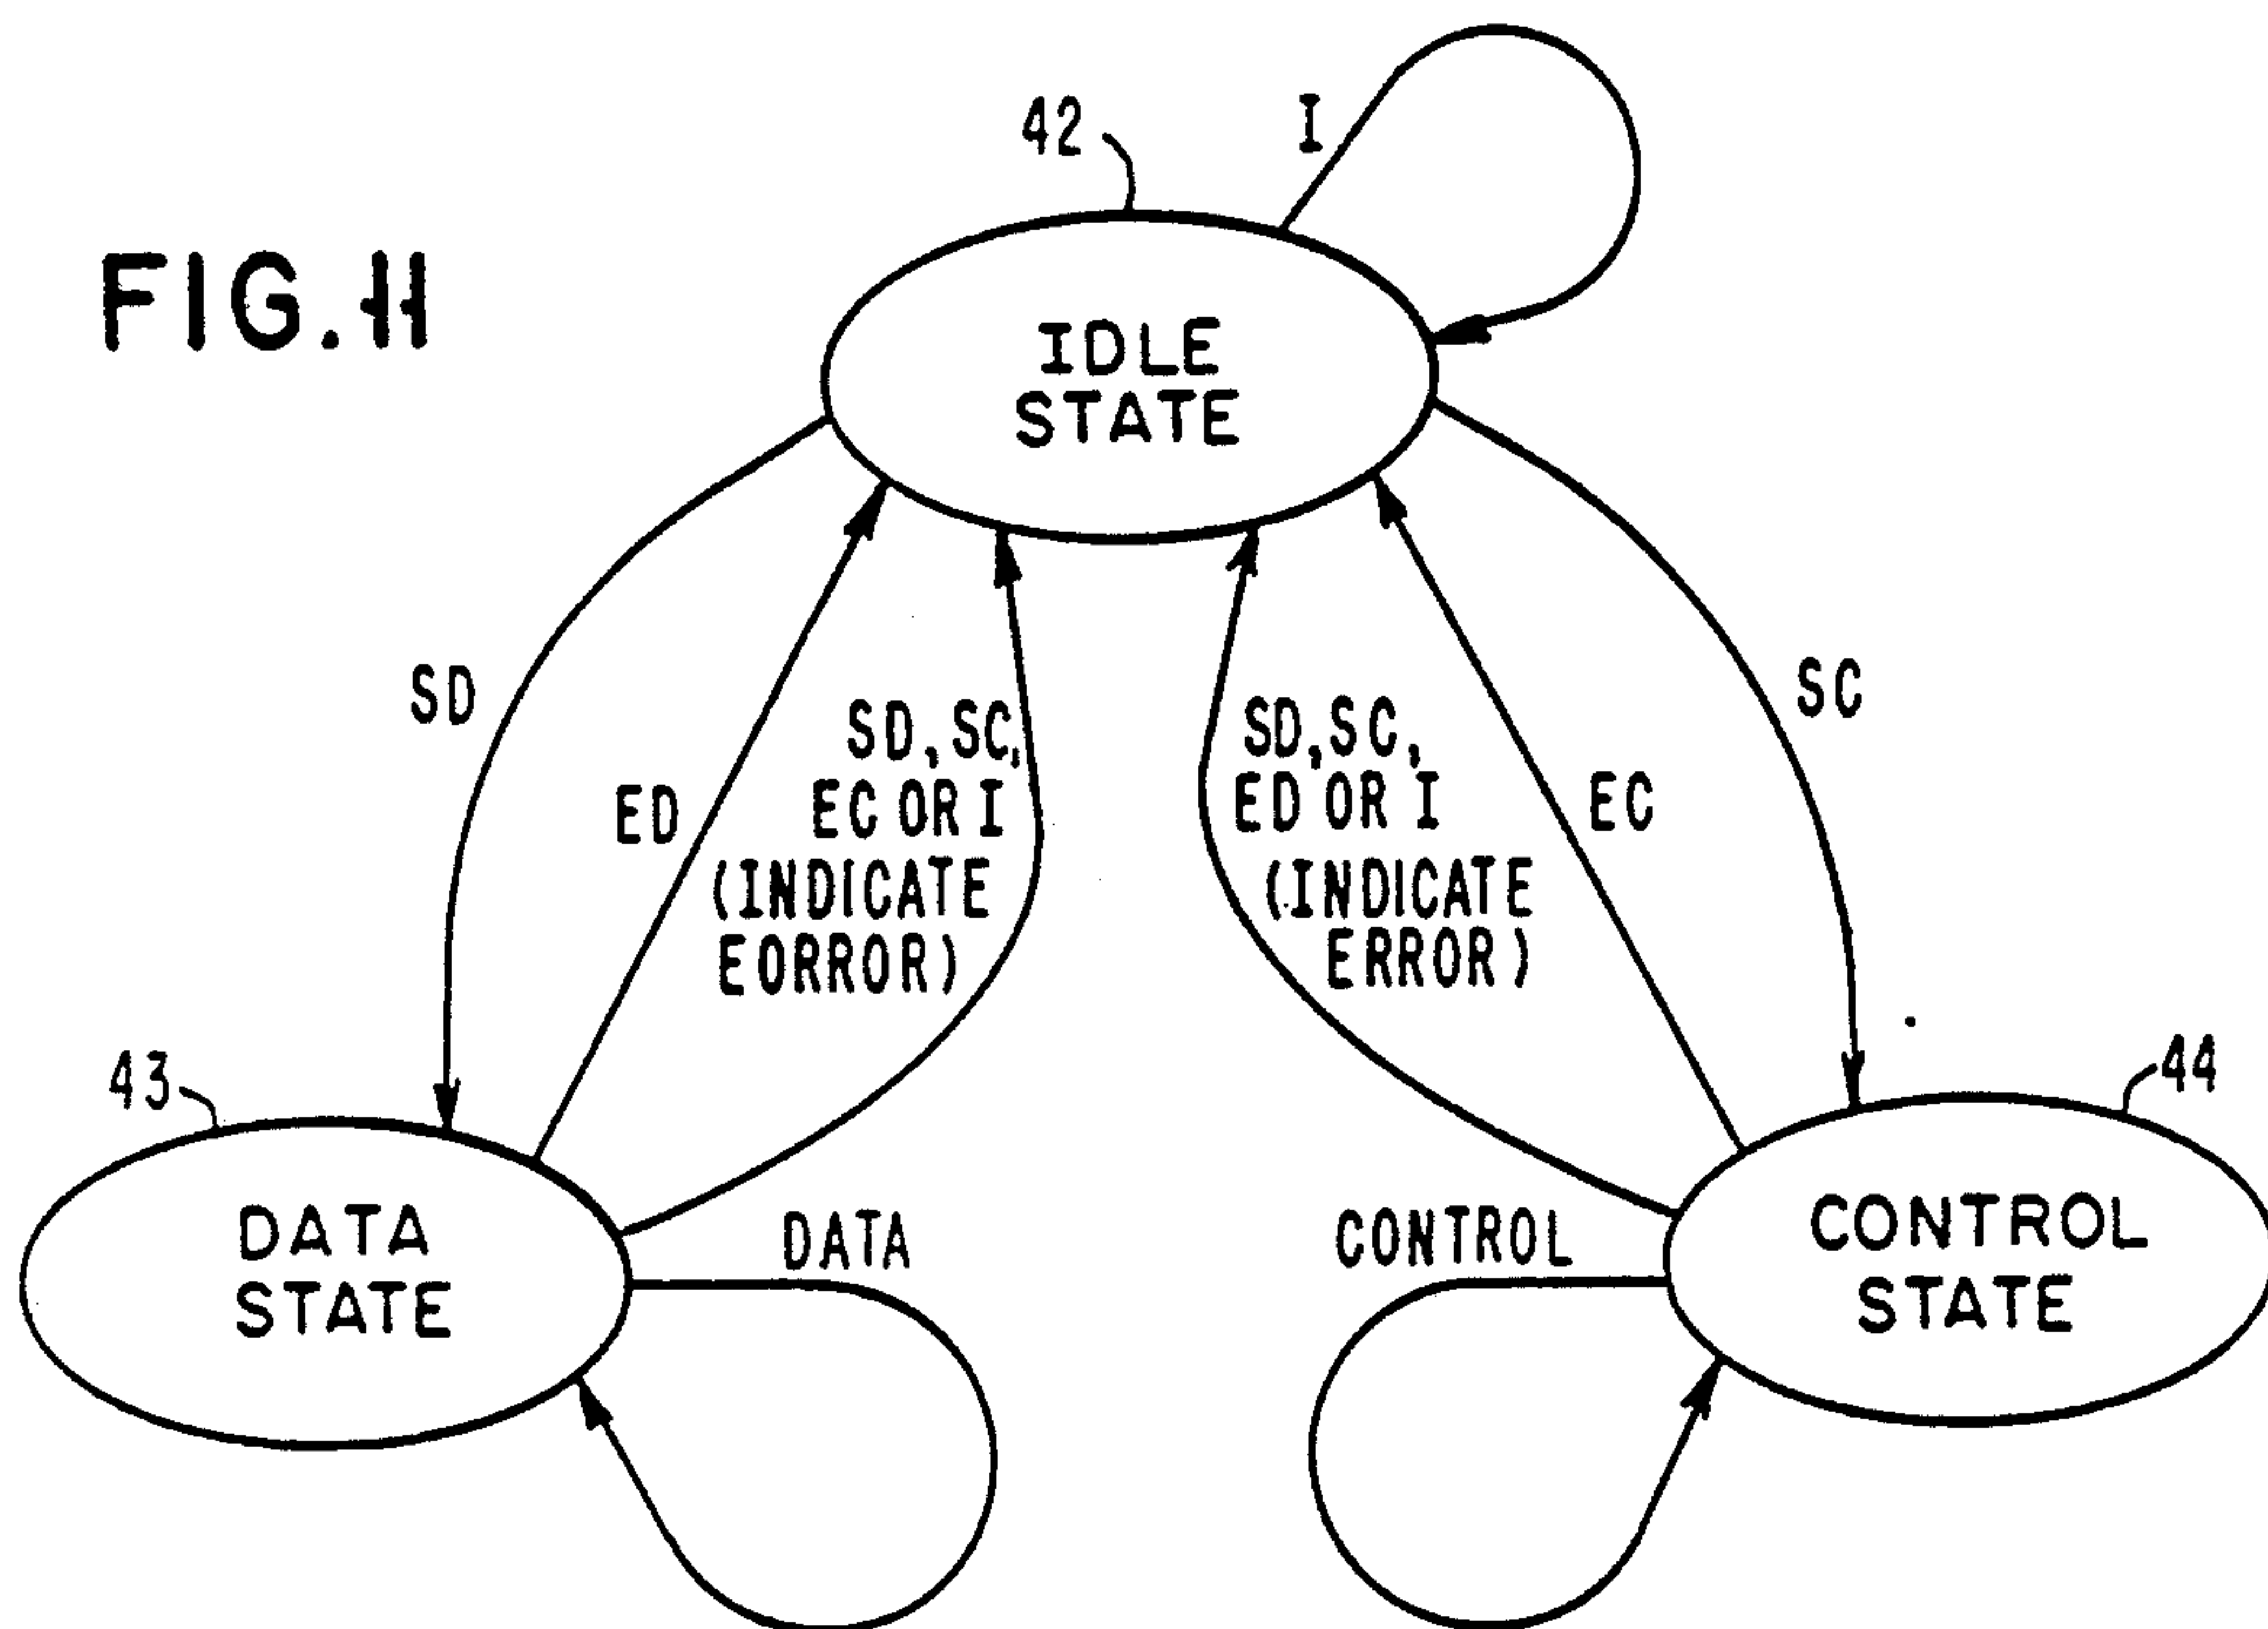 FIG. 11
42
I
IDLE
STATE
SD
ED
SD, SC,
EC OR I
(INDICATE
EORROR)
SD, SC,
ED OR I
(INDICATE
ERROR)
EC
SC
43
44
DATA
STATE
DATA
CONTROL
CONTROL
STATE